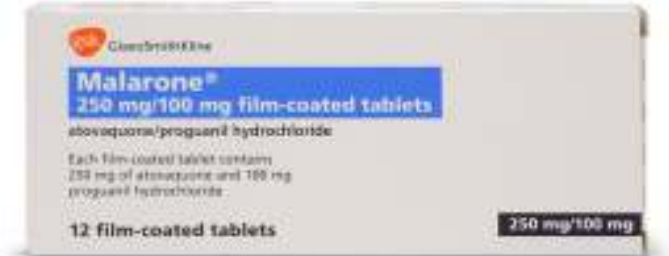 gsk GlaxoSmithKline
Malarone®
250 mg/100 mg film-coated tablets
atovaquone/proguanil hydrochloride
Each film-coated tablet contains
250 mg of atovaquone and 100 mg
proguanil hydrochloride
12 film-coated tablets
250 mg/100 mg